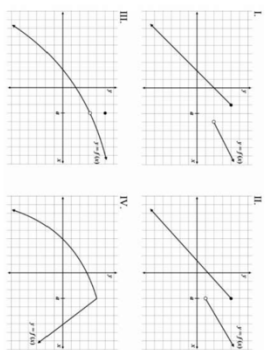 I.
y
y = f(x)
a
x
II.
y
y = f(x)
a
x
III.
y
y = f(x)
a
x
IV.
y
a
x
y = f(x)